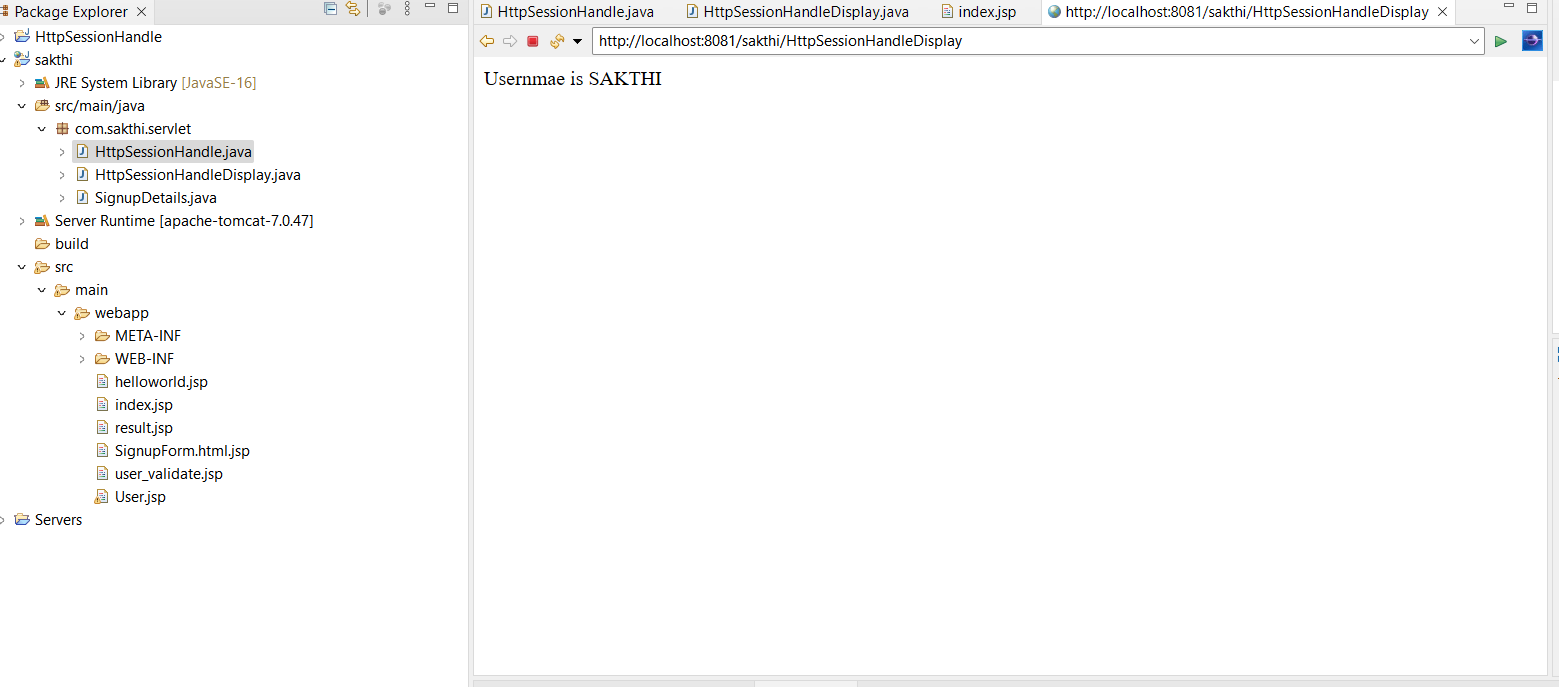 Package Explorer
HttpSessionHandle
sakthi
JRE System Library [JavaSE-16]
src/main/java
com.sakthi.servlet
HttpSessionHandle.java
HttpSessionHandleDisplay.java
SignupDetails.java
Server Runtime [apache-tomcat-7.0.47]
build
src
main
webapp
META-INF
WEB-INF
helloworld.jsp
index.jsp
result.jsp
SignupForm.html.jsp
user_validate.jsp
User.jsp
Servers
HttpSessionHandle.java HttpSessionHandleDisplay.java index.jsp http://localhost:8081/sakthi/HttpSessionHandleDisplay
http://localhost:8081/sakthi/HttpSessionHandleDisplay
Usernmae is SAKTHI